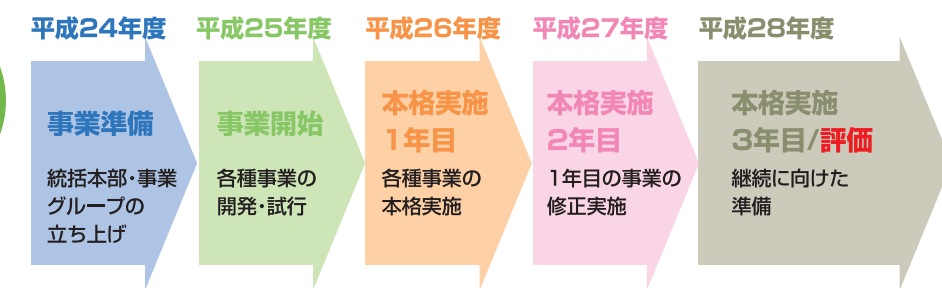 平成24年度
事業準備
統括本部・事業
グループの
立ち上げ
平成25年度
事業開始
各種事業の
開発・試行
平成26年度
本格実施
1年目
各種事業の
本格実施
平成27年度
本格実施
2年目
1年目の事業の
修正実施
平成28年度
本格実施
3年目/評価
継続に向けた
準備